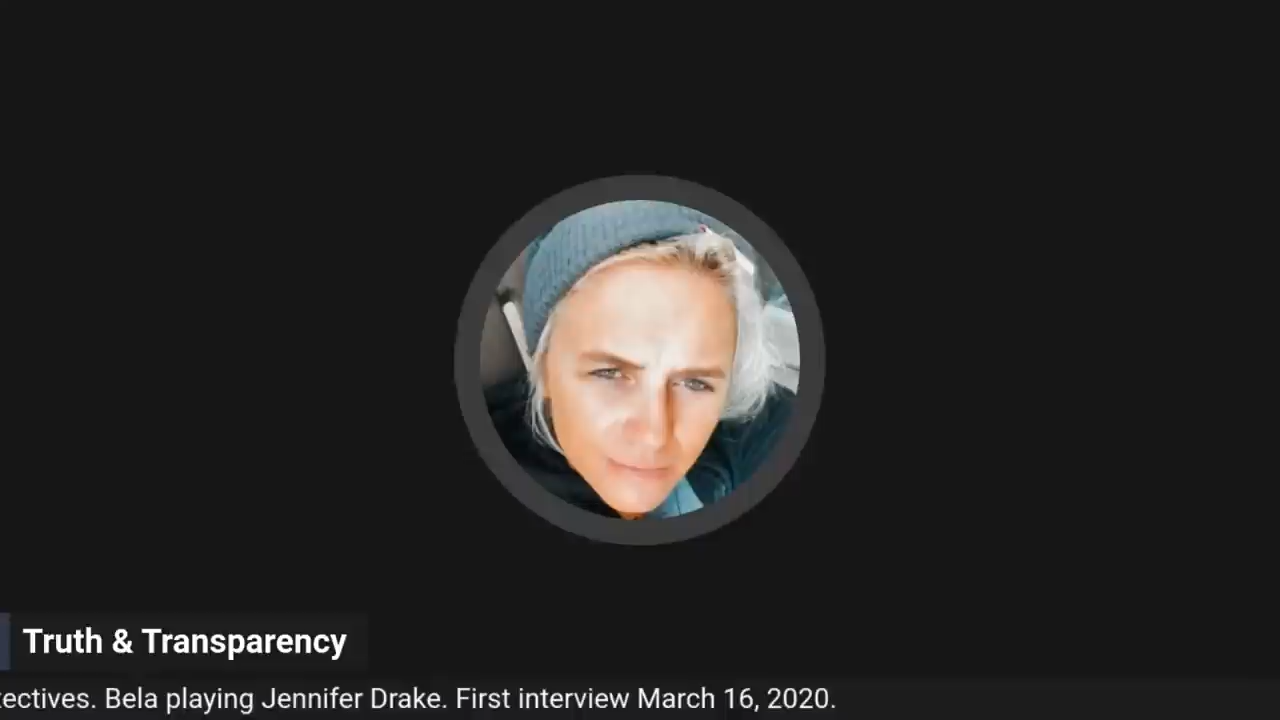 Truth & Transparency
ectives. Bela playing Jennifer Drake. First interview March 16, 2020.